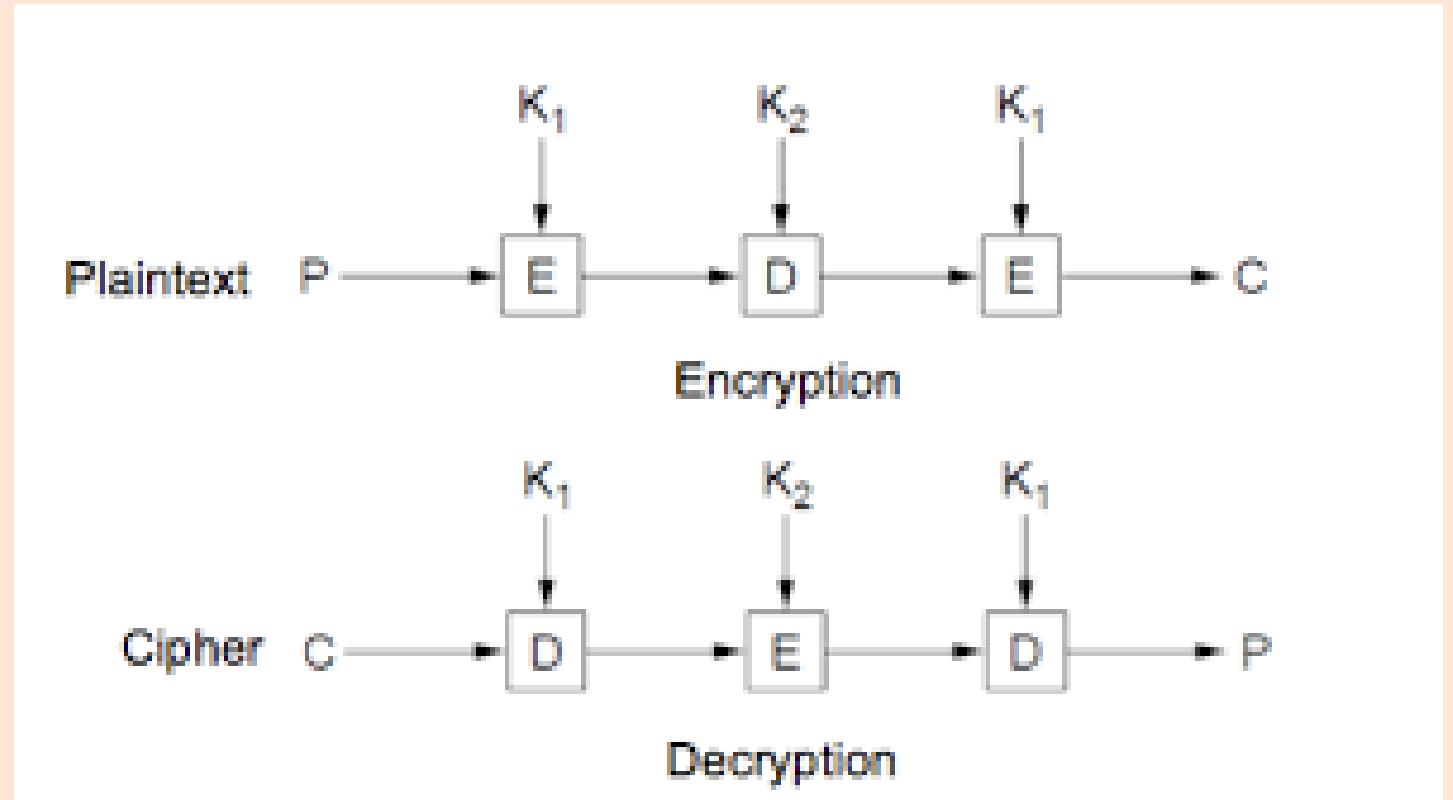 K₁ K₂ K₁
Plaintext P E D E C
Encryption
K₁ K₂ K₁
Cipher C D E D P
Decryption